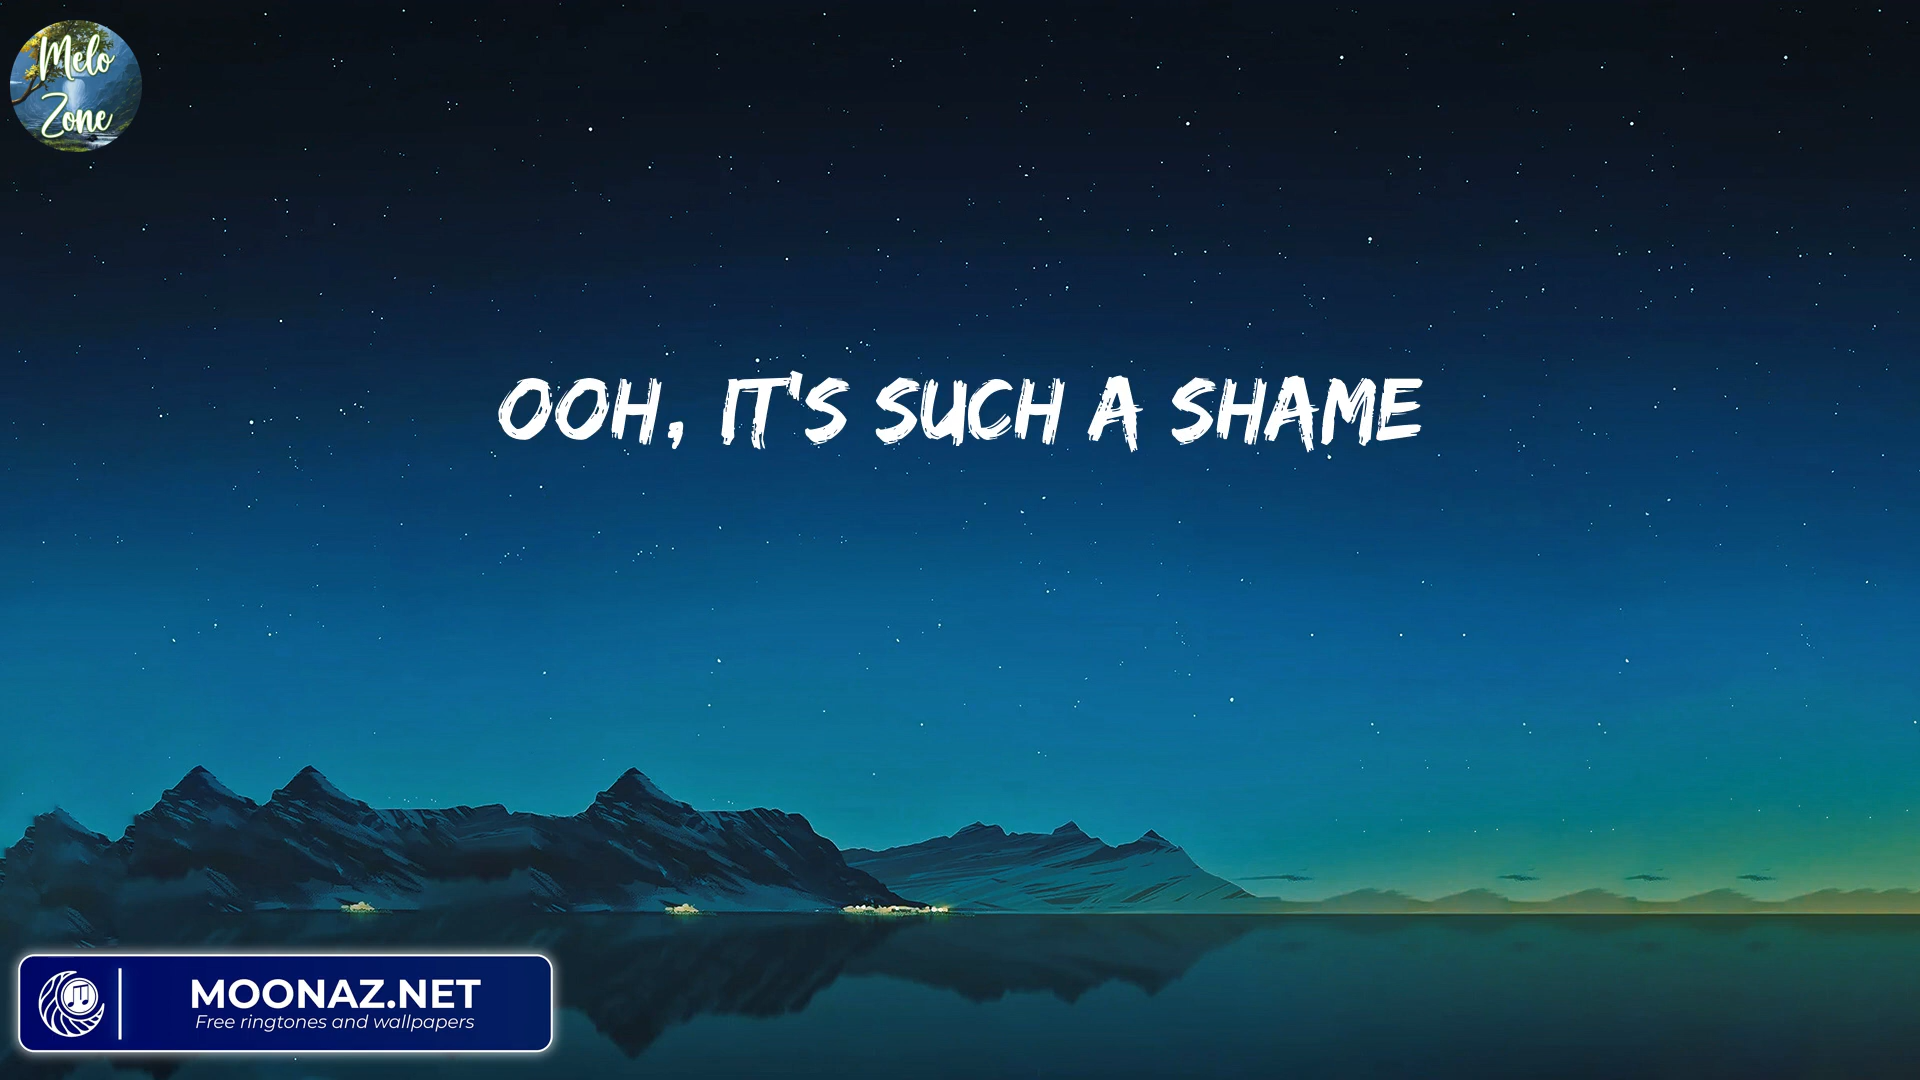 Melo
Zone
OOH, IT'S SUCH A SHAME
MOONAZ.NET
Free ringtones and wallpapers